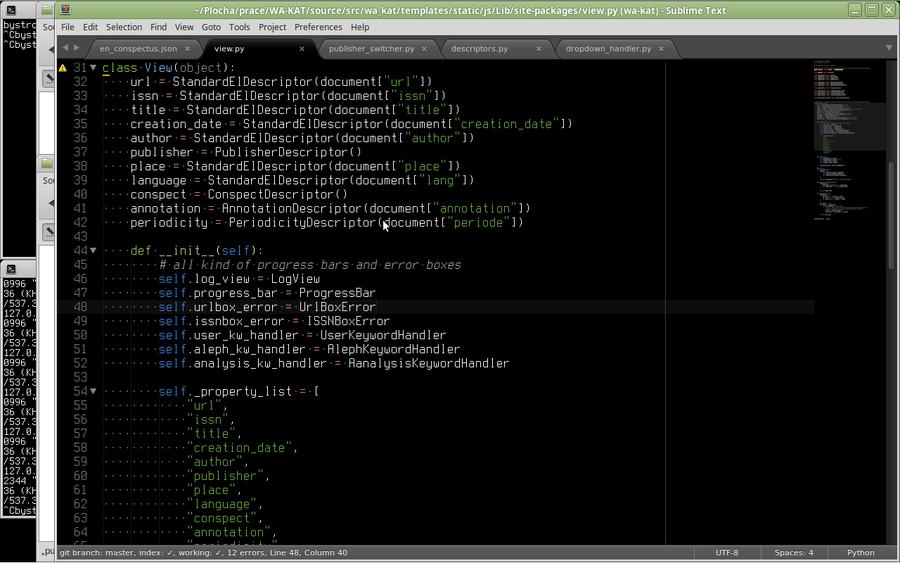 ~/Plocha/prace/WA-KAT/source/src/wa_kat/templates/static/js/Lib/site-packages/view.py (wa-kat) - Sublime Text
File Edit Selection Find View Goto Tools Project Preferences Help
en_conspectus.json view.py publisher_switcher.py descriptors.py dropdown_handler.py
31 class View(object):
32 url = StandardElDescriptor(document["url"])
33 issn = StandardElDescriptor(document["issn"])
34 title = StandardElDescriptor(document["title"])
35 creation_date = StandardElDescriptor(document["creation_date"])
36 author = StandardElDescriptor(document["author"])
37 publisher = PublisherDescriptor()
38 place = StandardElDescriptor(document["place"])
39 language = StandardElDescriptor(document["lang"])
40 conspect = ConspectDescriptor()
41 annotation = AnnotationDescriptor(document["annotation"])
42 periodicity = PeriodicityDescriptor(document["periode"])
43
44 def __init__(self):
45 # all kind of progress bars and error boxes
46 self.log_view = LogView
47 self.progress_bar = ProgressBar
48 self.urlbox_error = UrlBoxError
49 self.issnbox_error = ISSNBoxError
50 self.user_kw_handler = UserKeywordHandler
51 self.aleph_kw_handler = AlephKeywordHandler
52 self.analysis_kw_handler = AanalysisKeywordHandler
53
54 self._property_list = [
55 "url",
56 "issn",
57 "title",
58 "creation_date",
59 "author",
60 "publisher",
61 "place",
62 "language",
63 "conspect",
64 "annotation",
git branch: master, index: ✓, working: ✓, 12 errors, Line 48, Column 40 UTF-8 Spaces: 4 Python
bystro
^Cbyst
^Cbyst
0996 "
36 (KH
/537.3
127.0.
0996 "
36 (KH
/537.3
127.0.
0996 "
36 (KH
/537.3
127.0.
2344 "
36 (KH
/537.3
^Cbyst